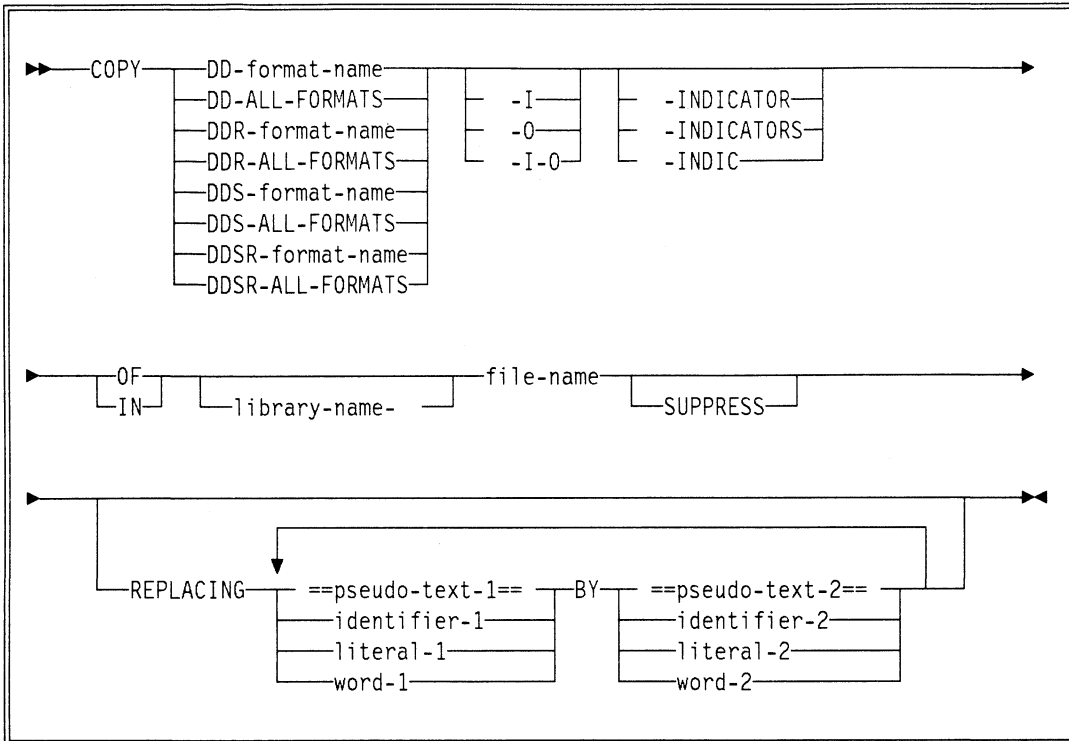 COPY DD-format-name
DD-ALL-FORMATS -I -INDICATOR
DDR-format-name -O -INDICATORS
DDR-ALL-FORMATS -I-O -INDIC
DDS-format-name
DDS-ALL-FORMATS
DDSR-format-name
DDSR-ALL-FORMATS
OF file-name
IN library-name- SUPPRESS
REPLACING ==pseudo-text-1== BY ==pseudo-text-2==
identifier-1 identifier-2
literal-1 literal-2
word-1 word-2